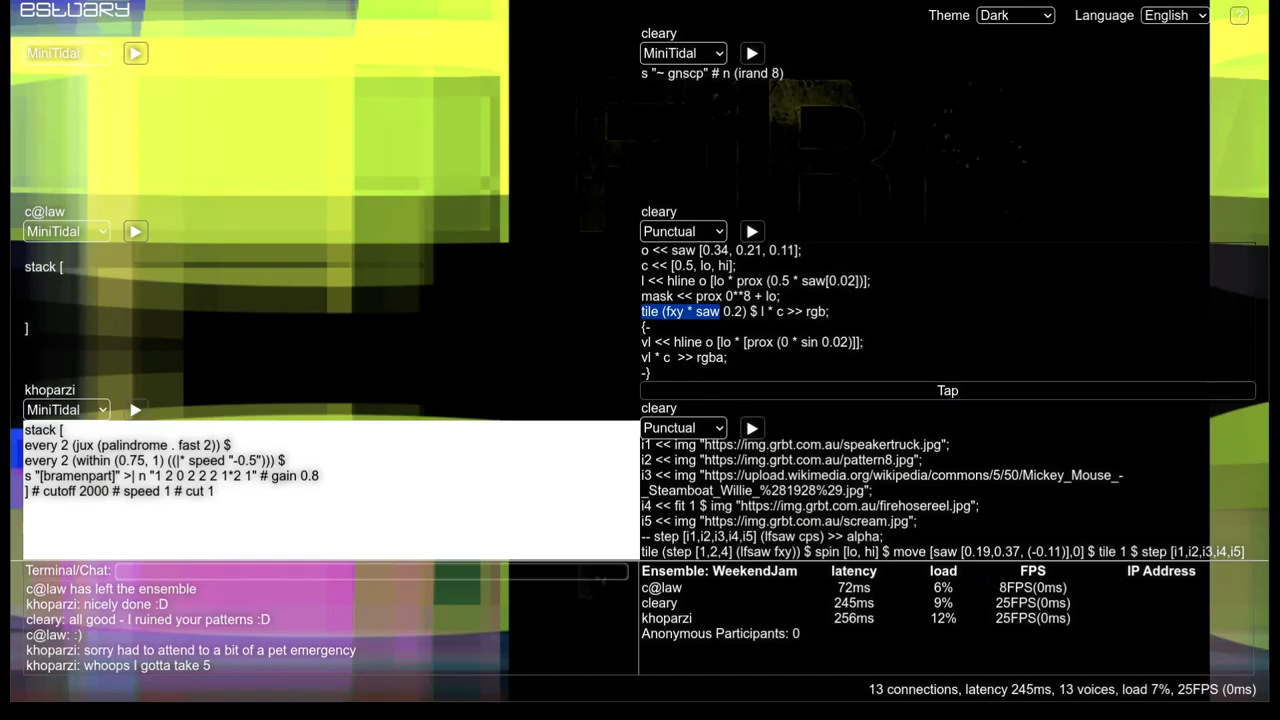 estuary
Theme Dark Language English ?
MiniTidal
c@law
MiniTidal
stack [
]
khoparzi
MiniTidal
stack [
every 2 (jux (palindrome . fast 2)) $
every 2 (within (0.75, 1) ((|* speed "-0.5"))) $
s "[bramenpart]" >| n "1 2 0 2 2 2 1*2 1" # gain 0.8
] # cutoff 2000 # speed 1 # cut 1
cleary
MiniTidal
s "~ gnscp" # n (irand 8)
cleary
Punctual
o << saw [0.34, 0.21, 0.11];
c << [0.5, lo, hi];
l << hline o [lo * prox (0.5 * saw[0.02])];
mask << prox 0**8 + lo;
tile (fxy * saw 0.2) $ l * c >> rgb;
{-
vl << hline o [lo * [prox (0 * sin 0.02)]];
vl * c  >> rgba;
-}
Tap
cleary
Punctual
i1 << img "https://img.grbt.com.au/speakertruck.jpg";
i2 << img "https://img.grbt.com.au/pattern8.jpg";
i3 << img "https://upload.wikimedia.org/wikipedia/commons/5/50/Mickey_Mouse_-
_Steamboat_Willie_%281928%29.jpg";
i4 << fit 1 $ img "https://img.grbt.com.au/firehosereel.jpg";
i5 << img "https://img.grbt.com.au/scream.jpg";
-- step [i1,i2,i3,i4,i5] (lfsaw cps) >> alpha;
tile (step [1,2,4] (lfsaw fxy)) $ spin [lo, hi] $ move [saw [0.19,0.37, (-0.11)],0] $ tile 1 $ step [i1,i2,i3,i4,i5]
Terminal/Chat:
c@law has left the ensemble
khoparzi: nicely done :D
cleary: all good - I ruined your patterns :D
c@law: :)
khoparzi: sorry had to attend to a bit of a pet emergency
khoparzi: whoops I gotta take 5
Ensemble: WeekendJam latency load FPS IP Address
c@law 72ms 6% 8FPS(0ms)
cleary 245ms 9% 25FPS(0ms)
khoparzi 256ms 12% 25FPS(0ms)
Anonymous Participants: 0
13 connections, latency 245ms, 13 voices, load 7%, 25FPS (0ms)